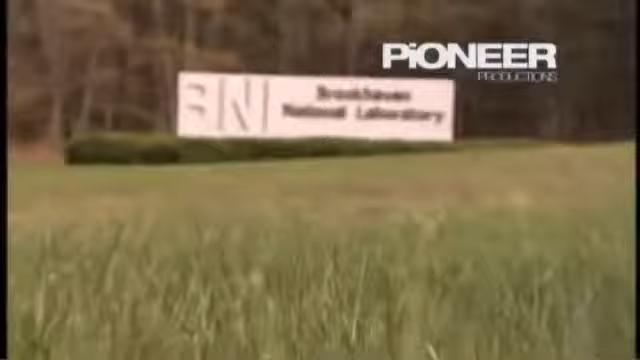 PiONEER
PRODUCTIONS
BNL
Brookhaven
National Laboratory